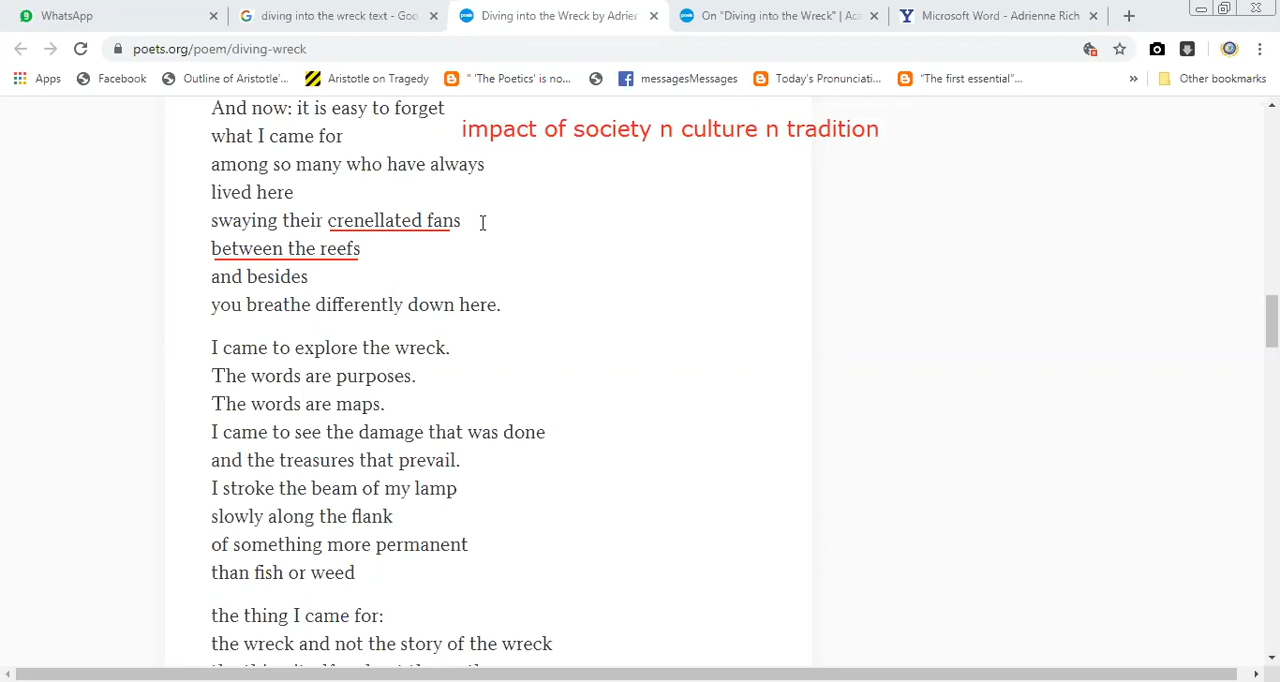 WhatsApp
diving into the wreck text - Goo
Diving into the Wreck by Adrien
On "Diving into the Wreck" | Aca
Microsoft Word - Adrienne Rich
poets.org/poem/diving-wreck
Apps
Facebook
Outline of Aristotle'...
Aristotle on Tragedy
" 'The Poetics' is no...
messagesMessages
Today's Pronunciati...
"The first essential"...
»
Other bookmarks
And now: it is easy to forget
impact of society n culture n tradition
what I came for
among so many who have always
lived here
swaying their crenellated fans
between the reefs
and besides
you breathe differently down here.
I came to explore the wreck.
The words are purposes.
The words are maps.
I came to see the damage that was done
and the treasures that prevail.
I stroke the beam of my lamp
slowly along the flank
of something more permanent
than fish or weed
the thing I came for:
the wreck and not the story of the wreck